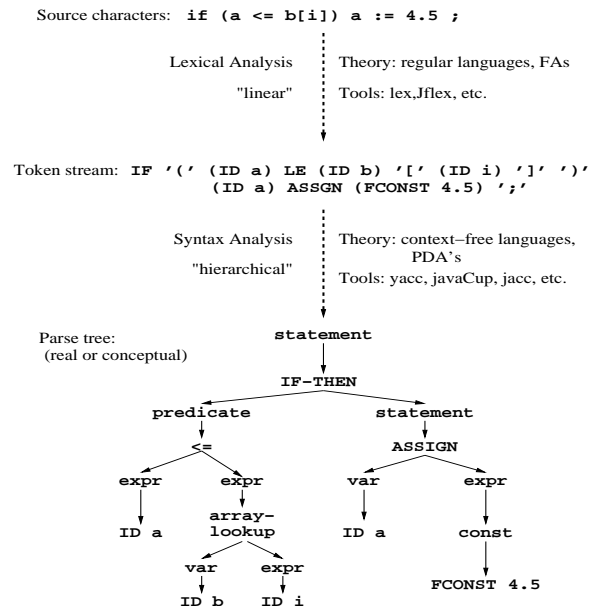 Source characters: if (a <= b[i]) a := 4.5 ;
Lexical Analysis Theory: regular languages, FAs
"linear" Tools: lex,Jflex, etc.
Token stream: IF '(' (ID a) LE (ID b) '[' (ID i) ']' ')'
(ID a) ASSGN (FCONST 4.5) ';'
Syntax Analysis Theory: context−free languages,
PDA's
"hierarchical"
Tools: yacc, javaCup, jacc, etc.
statement
Parse tree:
(real or conceptual)
IF−THEN
predicate statement
<= ASSIGN
expr expr var expr
ID a array− ID a const
lookup
var expr FCONST 4.5
ID b ID i